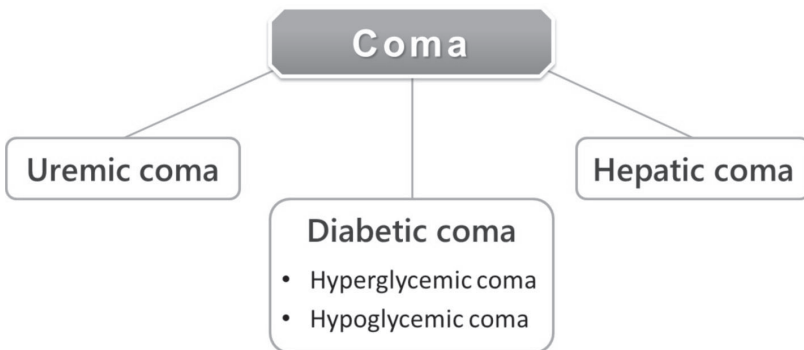 Coma
Uremic coma
Hepatic coma
Diabetic coma
• Hyperglycemic coma
• Hypoglycemic coma